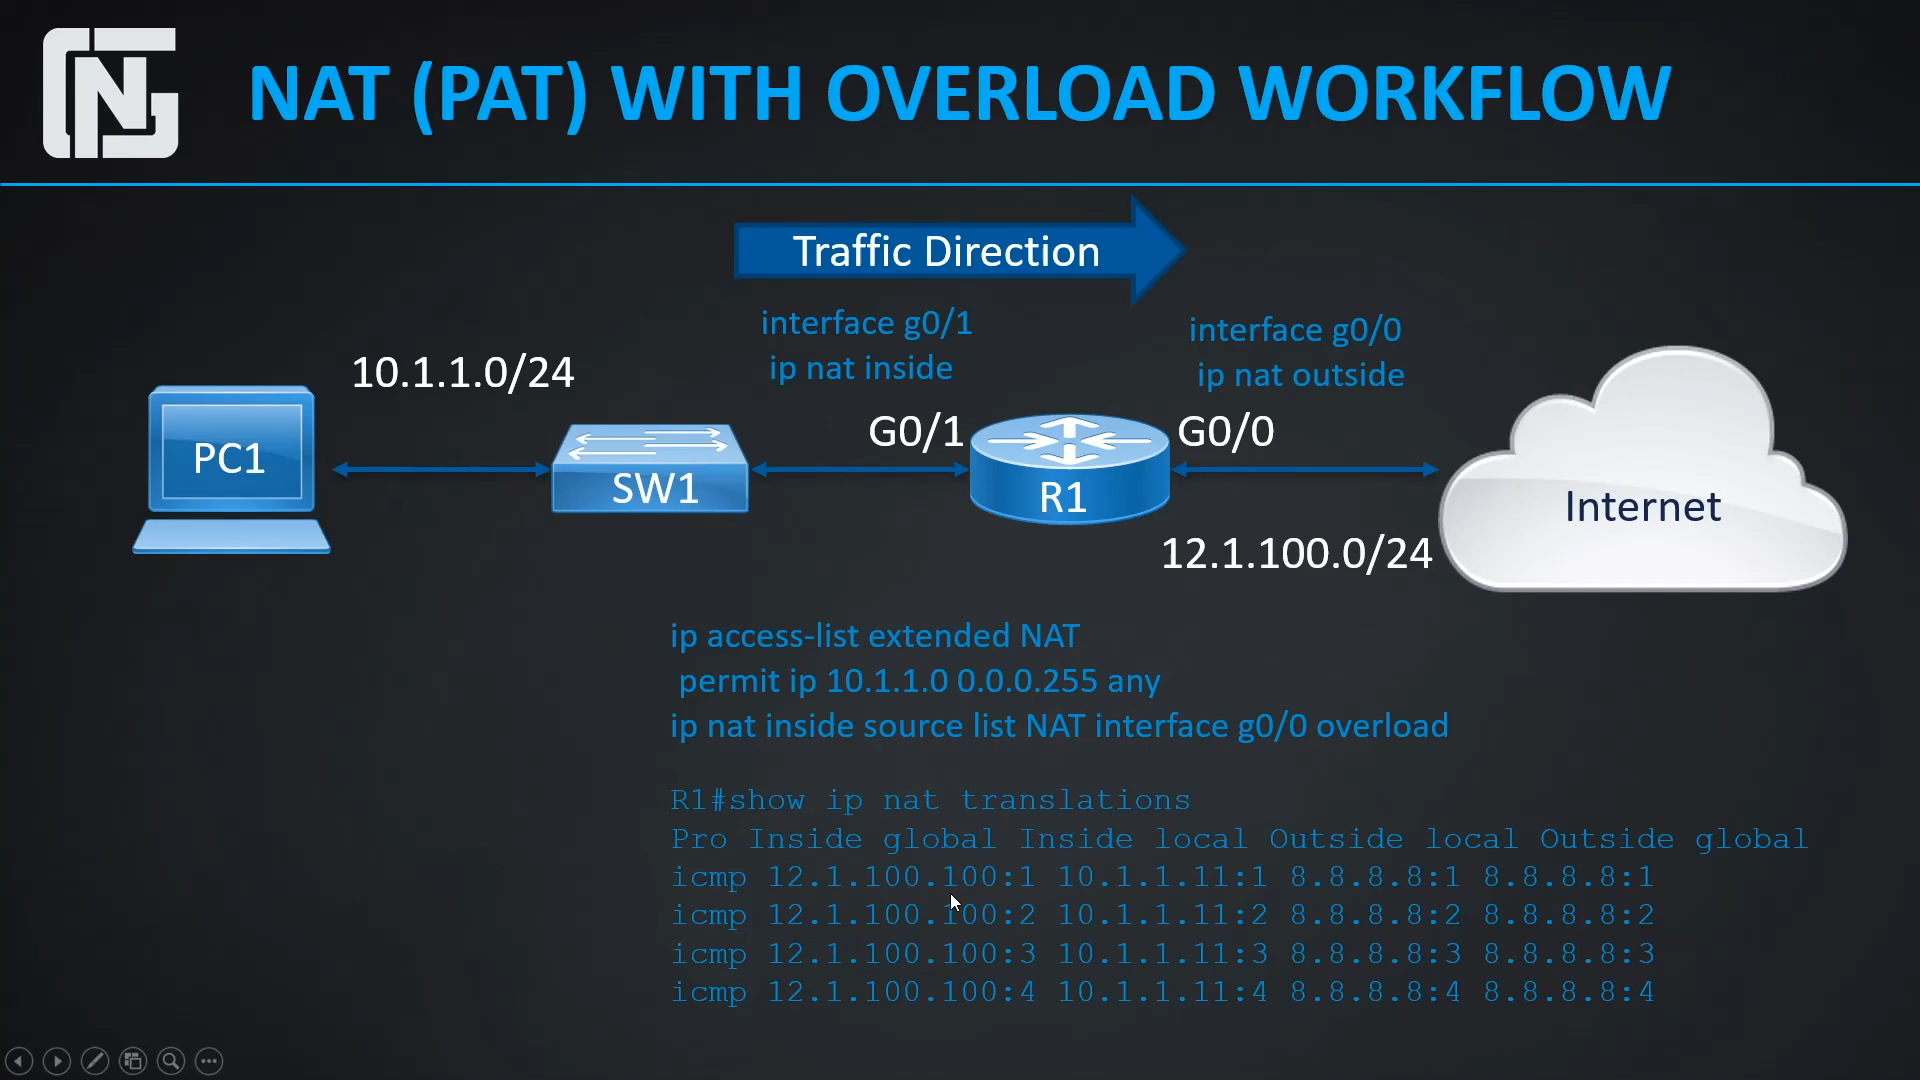 NAT (PAT) WITH OVERLOAD WORKFLOW
Traffic Direction
interface g0/1
ip nat inside
interface g0/0
ip nat outside
10.1.1.0/24
G0/1
G0/0
PC1
SW1
R1
Internet
12.1.100.0/24
ip access-list extended NAT
permit ip 10.1.1.0 0.0.0.255 any
ip nat inside source list NAT interface g0/0 overload
R1#show ip nat translations
Pro Inside global Inside local Outside local Outside global
icmp 12.1.100.100:1 10.1.1.11:1 8.8.8.8:1 8.8.8.8:1
icmp 12.1.100.100:2 10.1.1.11:2 8.8.8.8:2 8.8.8.8:2
icmp 12.1.100.100:3 10.1.1.11:3 8.8.8.8:3 8.8.8.8:3
icmp 12.1.100.100:4 10.1.1.11:4 8.8.8.8:4 8.8.8.8:4